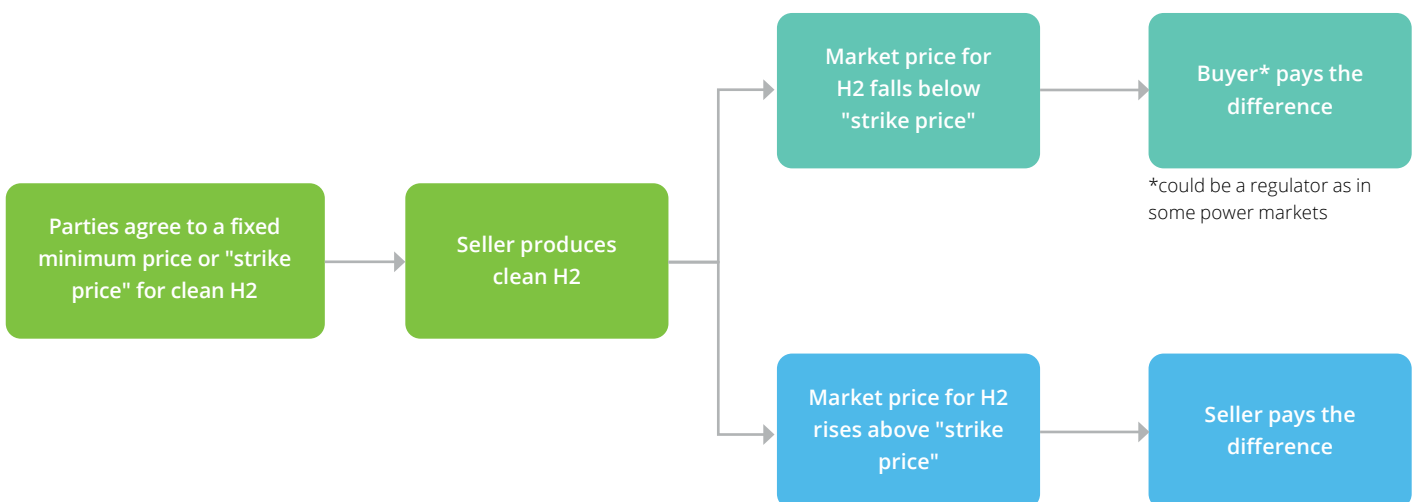 Parties agree to a fixed
minimum price or "strike
price" for clean H2
Seller produces
clean H2
Market price for
H2 falls below
"strike price"
Buyer* pays the
difference
*could be a regulator as in
some power markets
Market price for H2
rises above "strike
price"
Seller pays the
difference